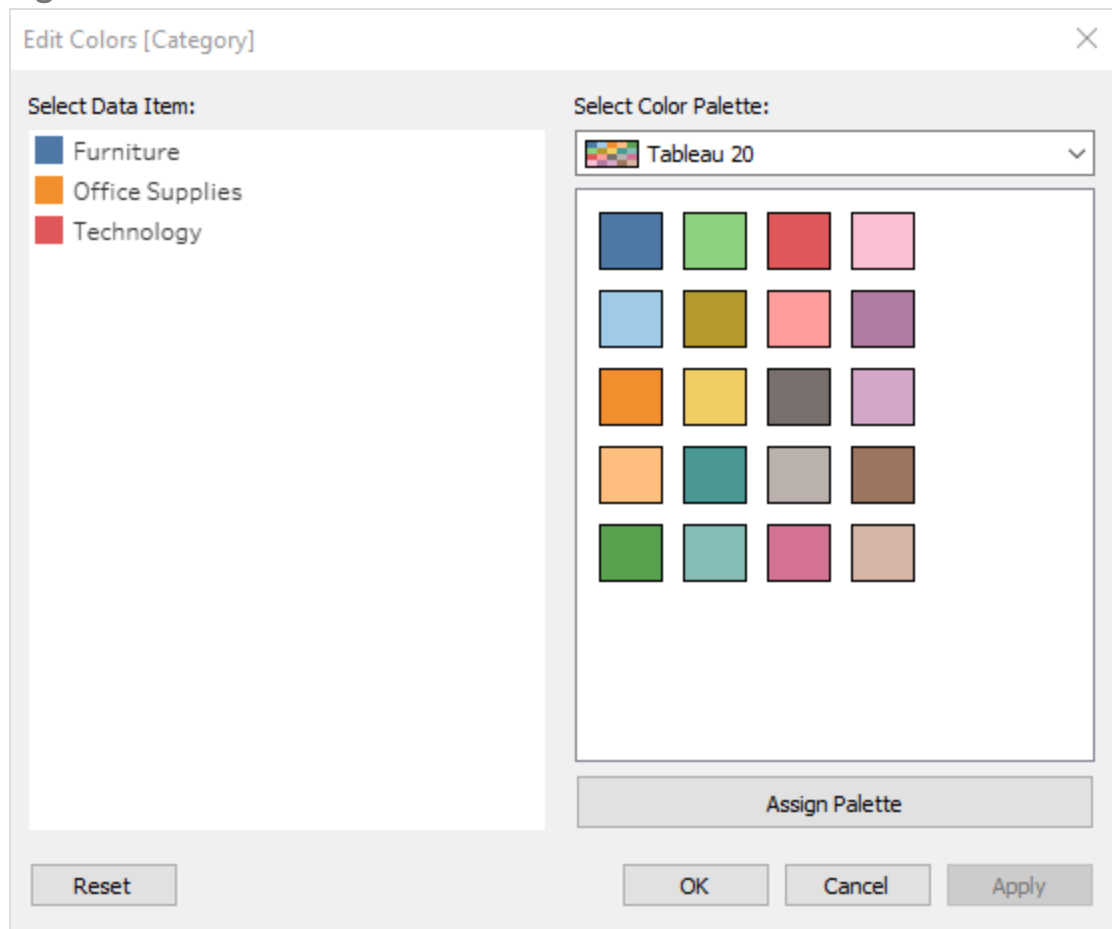 Edit Colors [Category]
Select Data Item:
Furniture
Office Supplies
Technology
Select Color Palette:
Tableau 20
Assign Palette
Reset
OK
Cancel
Apply